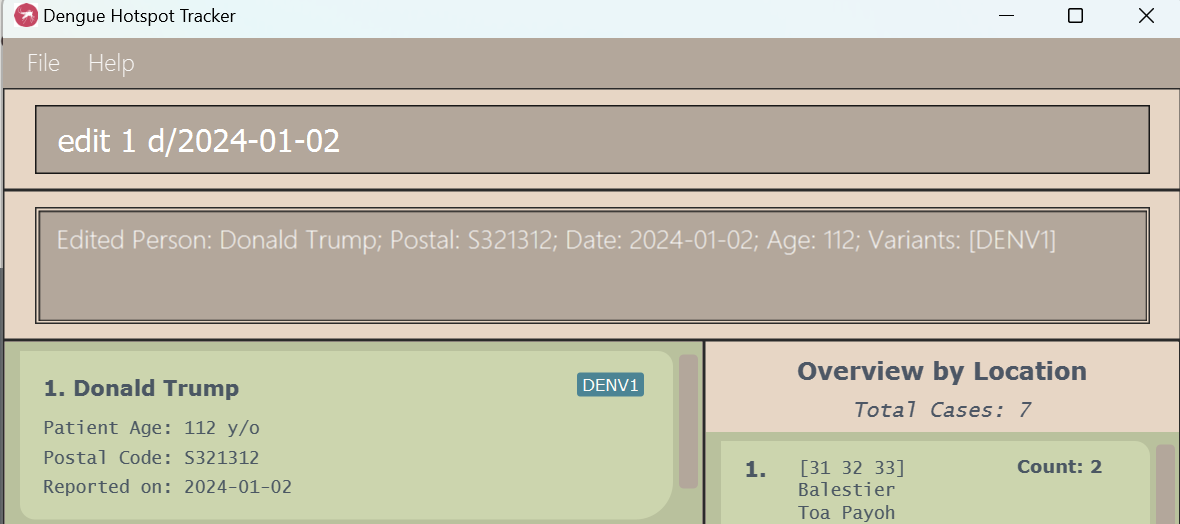 Dengue Hotspot Tracker
File Help
edit 1 d/2024-01-02
Edited Person: Donald Trump; Postal: S321312; Date: 2024-01-02; Age: 112; Variants: [DENV1]
1. Donald Trump DENV1
Patient Age: 112 y/o
Postal Code: S321312
Reported on: 2024-01-02
Overview by Location
Total Cases: 7
1. [31 32 33] Count: 2
Balestier
Toa Payoh